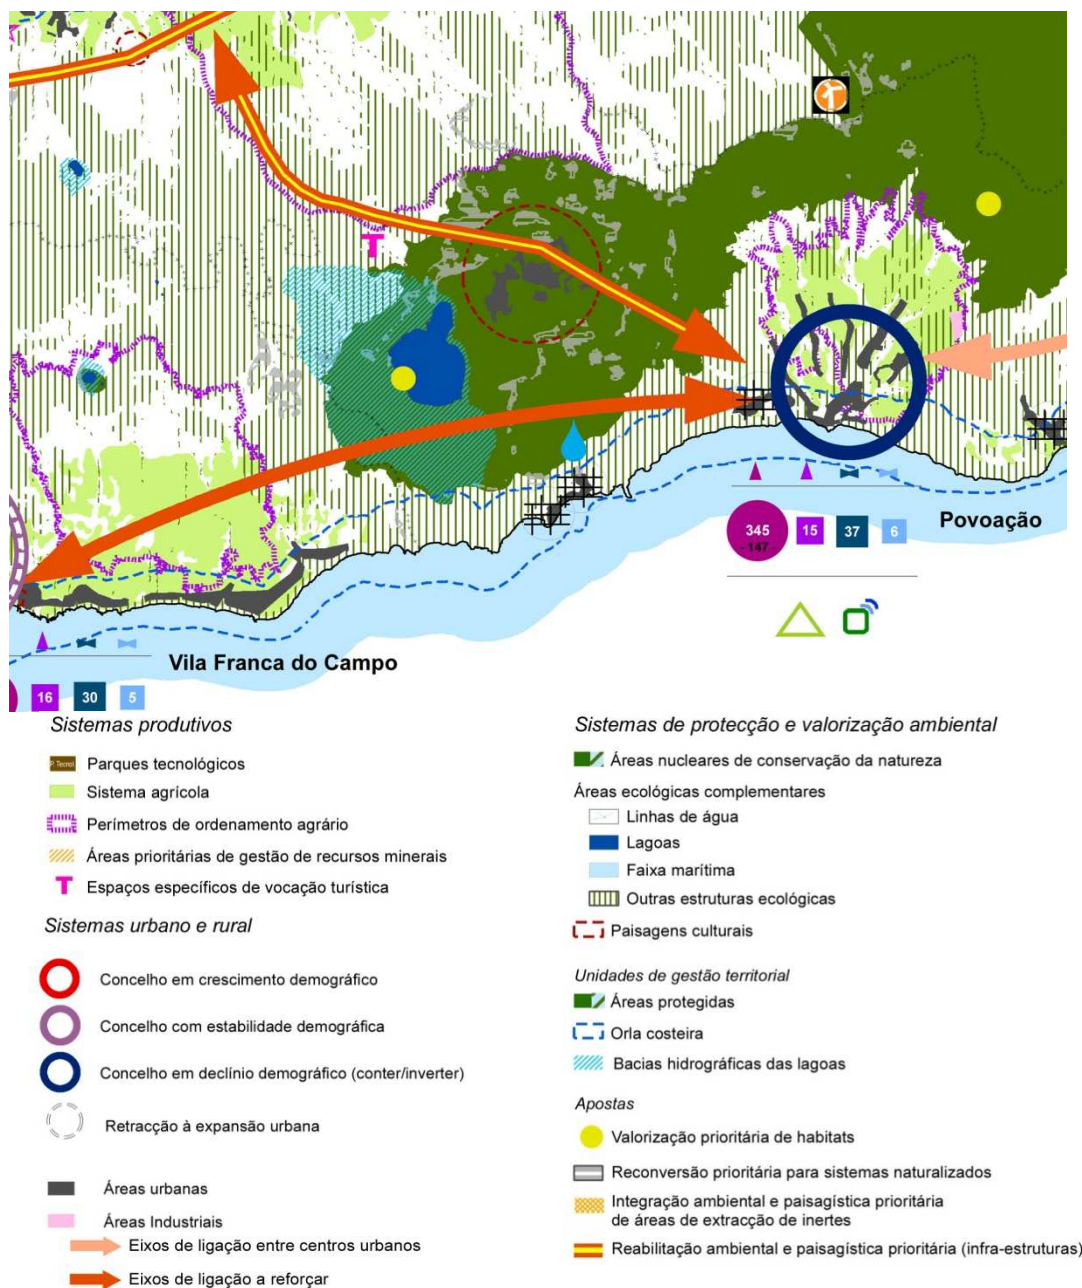 345
- 147 -
15
37
6
Povoação
Vila Franca do Campo
16
30
5
Sistemas produtivos
P. Tecnol.
Parques tecnológicos
Sistema agrícola
Perímetros de ordenamento agrário
Áreas prioritárias de gestão de recursos minerais
T Espaços específicos de vocação turística
Sistemas urbano e rural
Concelho em crescimento demográfico
Concelho com estabilidade demográfica
Concelho em declínio demográfico (conter/inverter)
Retracção à expansão urbana
Áreas urbanas
Áreas Industriais
Eixos de ligação entre centros urbanos
Eixos de ligação a reforçar
Sistemas de protecção e valorização ambiental
Áreas nucleares de conservação da natureza
Áreas ecológicas complementares
Linhas de água
Lagoas
Faixa marítima
Outras estruturas ecológicas
Paisagens culturais
Unidades de gestão territorial
Áreas protegidas
Orla costeira
Bacias hidrográficas das lagoas
Apostas
Valorização prioritária de habitats
Reconversão prioritária para sistemas naturalizados
Integração ambiental e paisagística prioritária
de áreas de extracção de inertes
Reabilitação ambiental e paisagística prioritária (infra-estruturas)